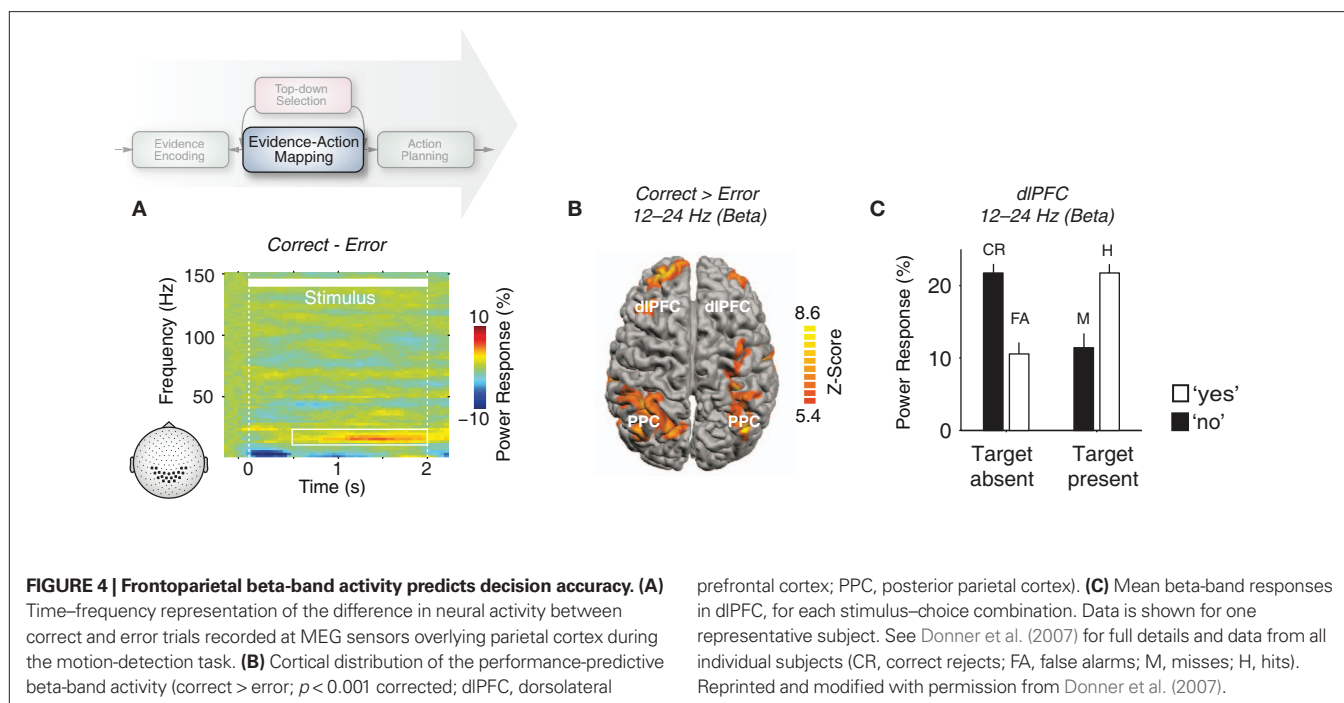 Top-down
Selection
Evidence
Encoding
Evidence-Action
Mapping
Action
Planning
A
Correct - Error
Frequency (Hz)
150
100
50
Stimulus
0
1
2
Time (s)
10
−10
Power Response (%)
B
Correct > Error
12–24 Hz (Beta)
dlPFC
dlPFC
PPC
PPC
8.6
5.4
Z-Score
C
dlPFC
12–24 Hz (Beta)
Power Response (%)
20
10
0
CR
FA
M
H
Target
absent
Target
present
'yes'
'no'
FIGURE 4 | Frontoparietal beta-band activity predicts decision accuracy. (A)
Time–frequency representation of the difference in neural activity between
correct and error trials recorded at MEG sensors overlying parietal cortex during
the motion-detection task. (B) Cortical distribution of the performance-predictive
beta-band activity (correct > error; p < 0.001 corrected; dlPFC, dorsolateral
prefrontal cortex; PPC, posterior parietal cortex). (C) Mean beta-band responses
in dlPFC, for each stimulus–choice combination. Data is shown for one
representative subject. See Donner et al. (2007) for full details and data from all
individual subjects (CR, correct rejects; FA, false alarms; M, misses; H, hits).
Reprinted and modified with permission from Donner et al. (2007).